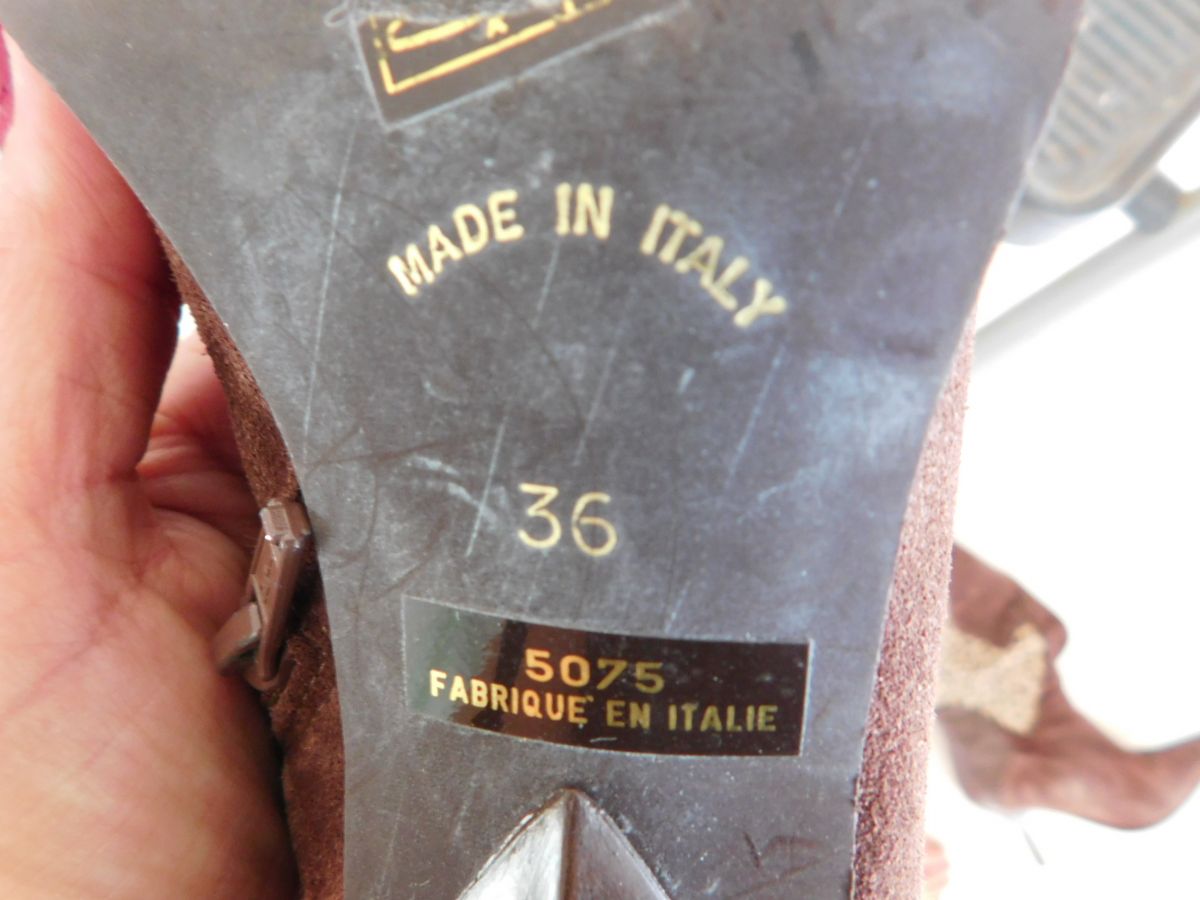 MADE IN ITALY
36
5075
FABRIQUE EN ITALIE